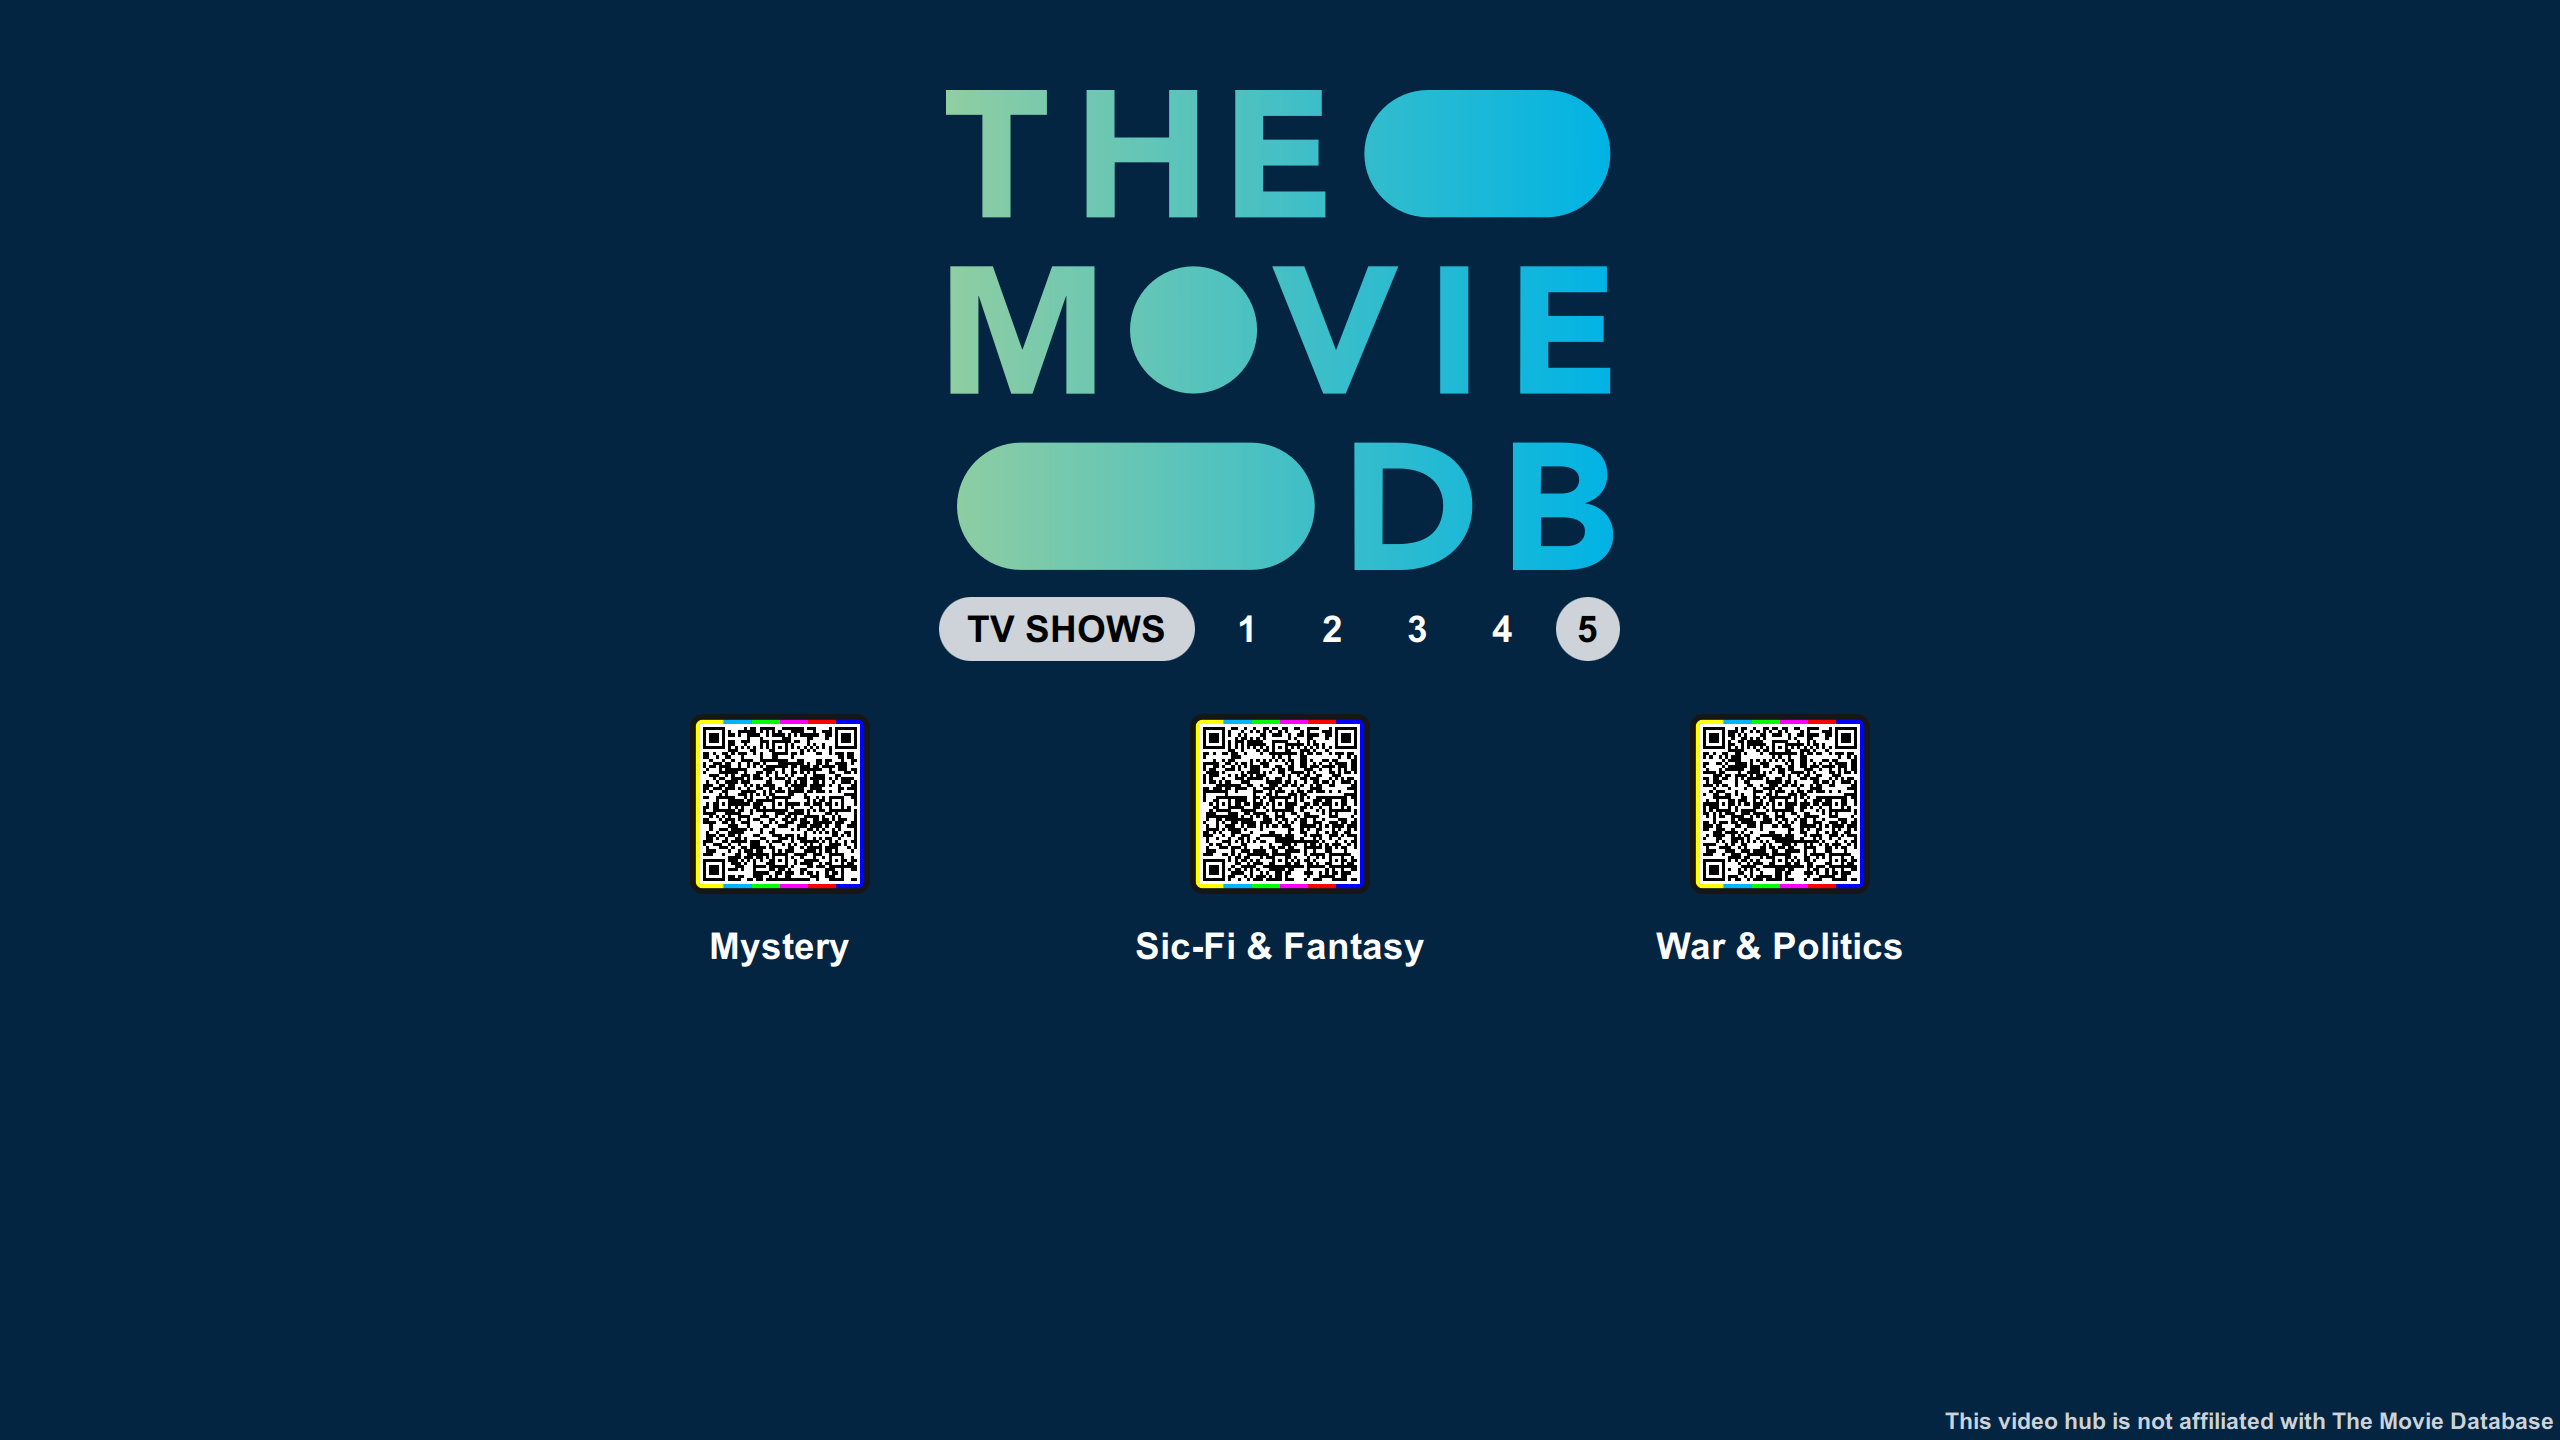 THE
MOVIE
DB
TV SHOWS 1 2 3 4 5
Mystery Sic-Fi & Fantasy War & Politics
This video hub is not affiliated with The Movie Database